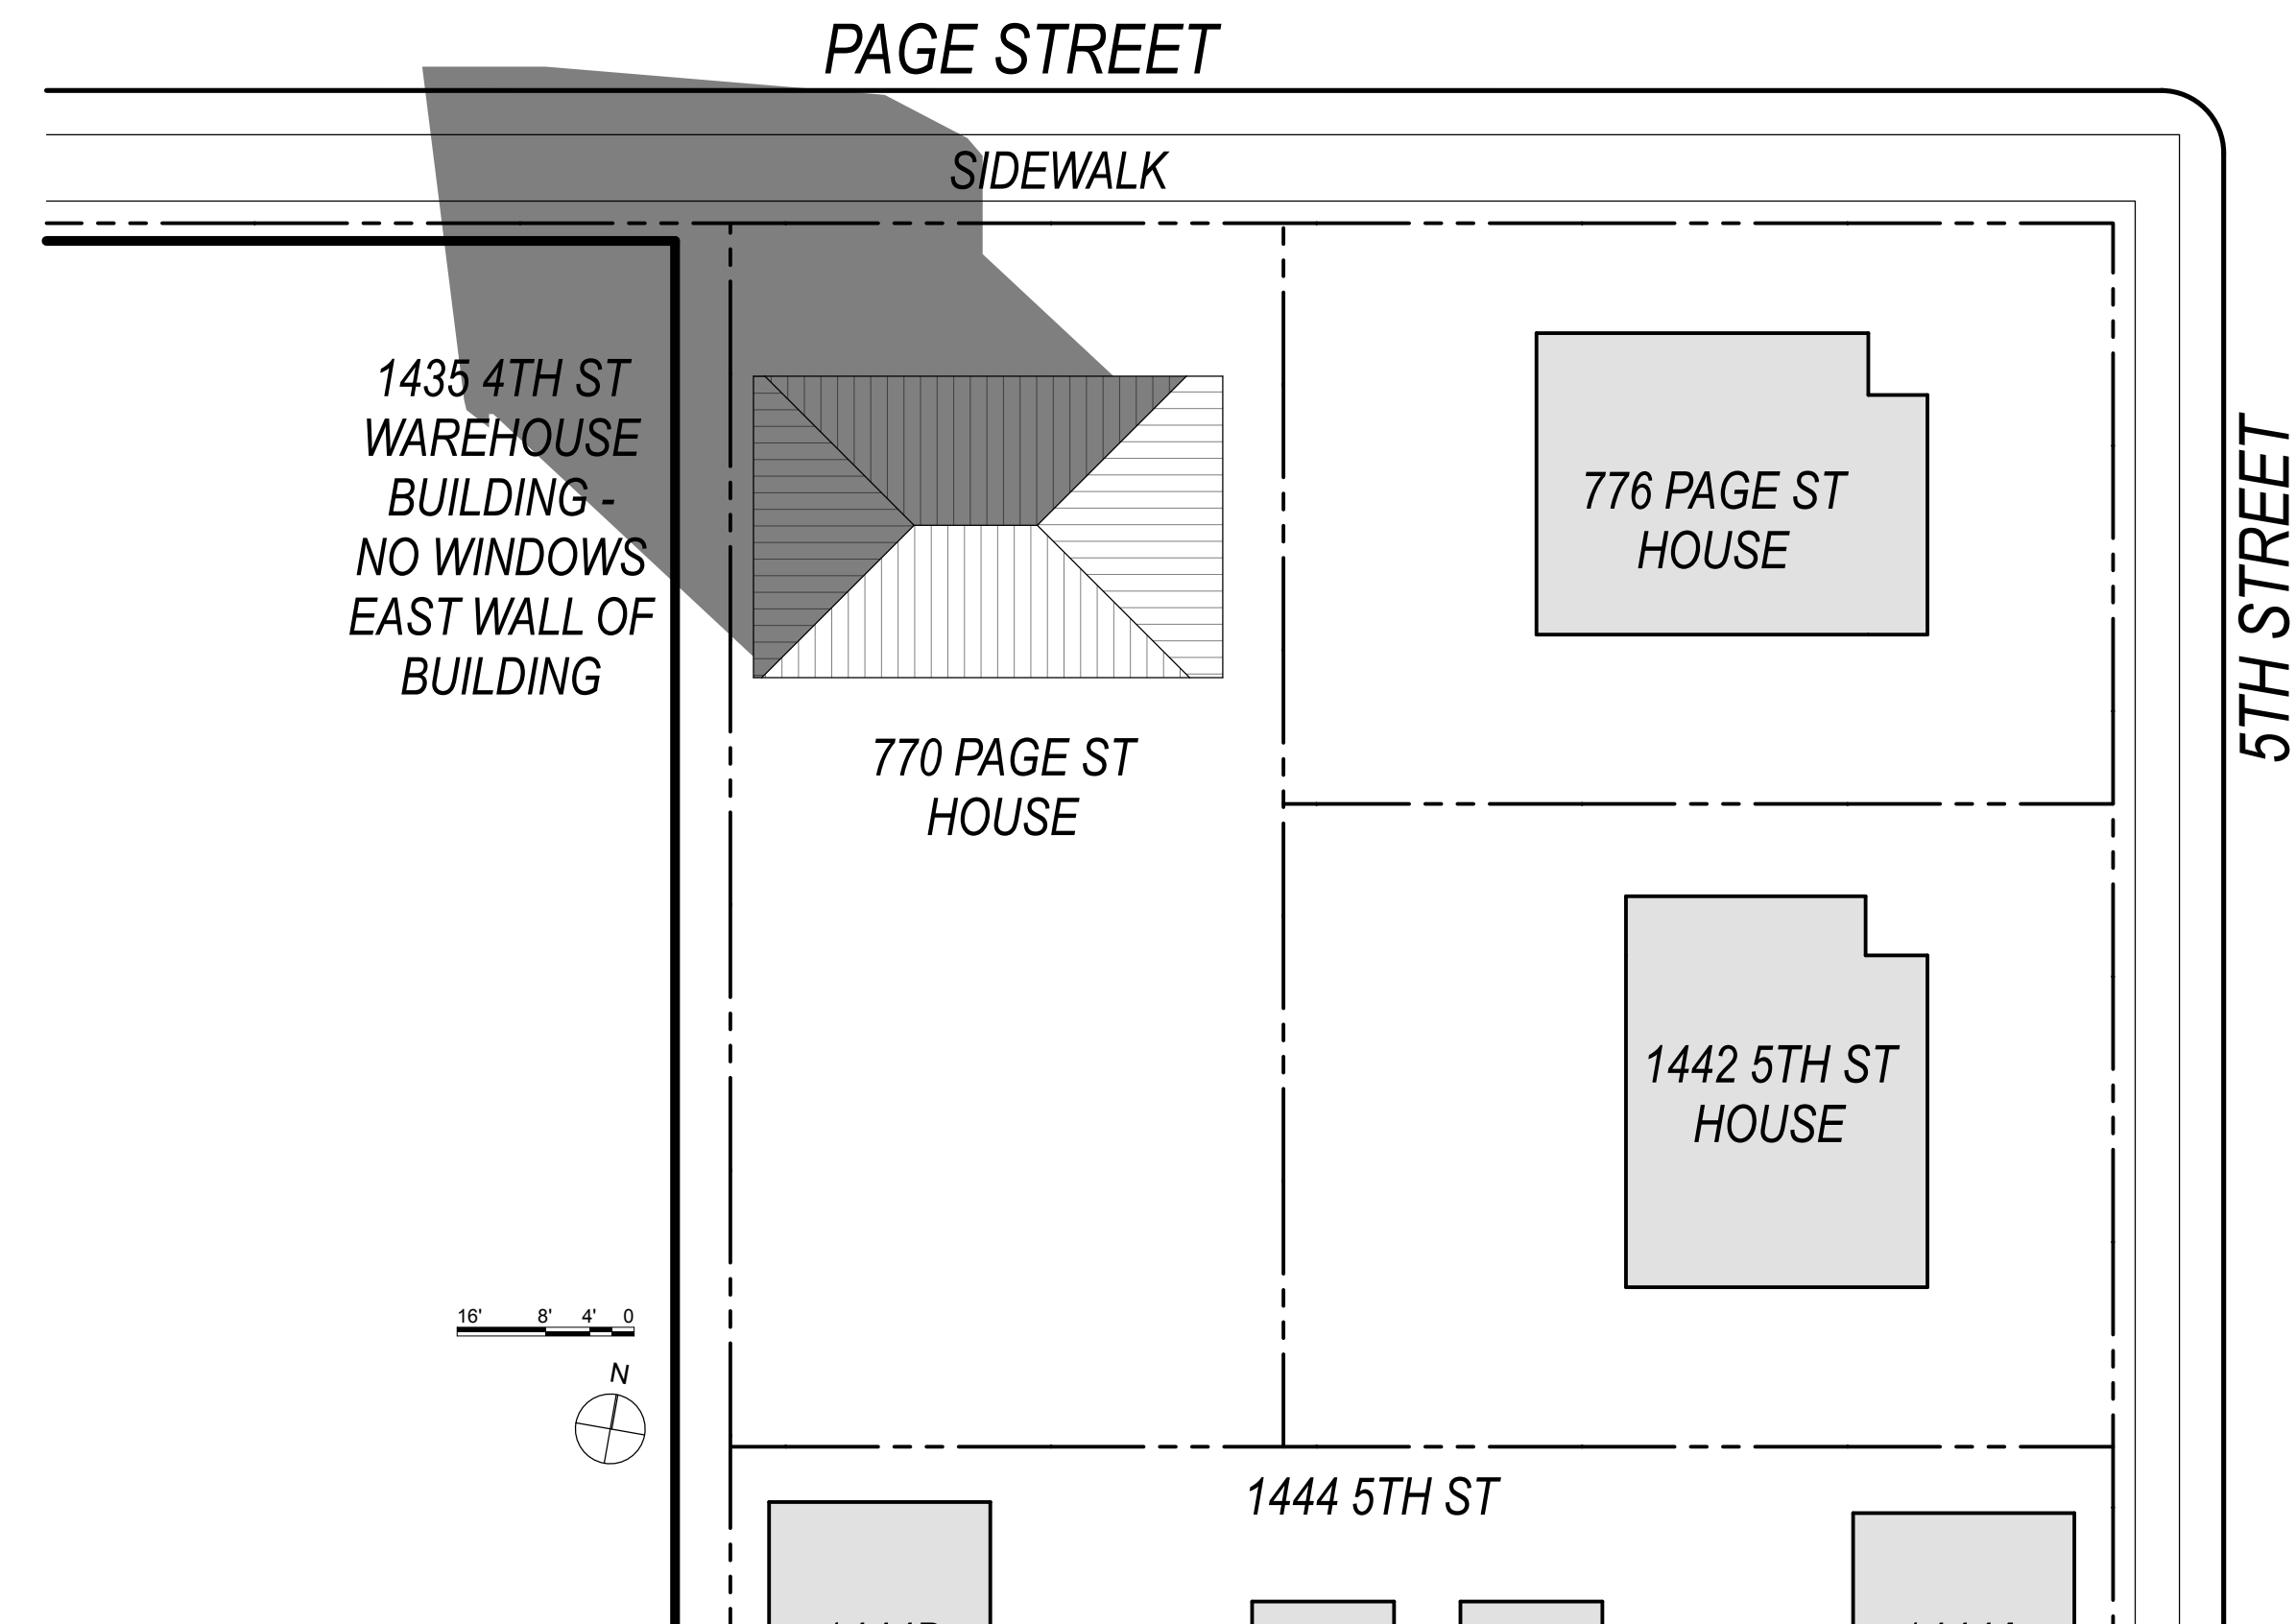 PAGE STREET
SIDEWALK
1435 4TH ST
WAREHOUSE
BUILDING -
NO WINDOWS
EAST WALL OF
BUILDING
776 PAGE ST
HOUSE
5TH STREET
770 PAGE ST
HOUSE
1442 5TH ST
HOUSE
16' 8' 4' 0
N
1444 5TH ST